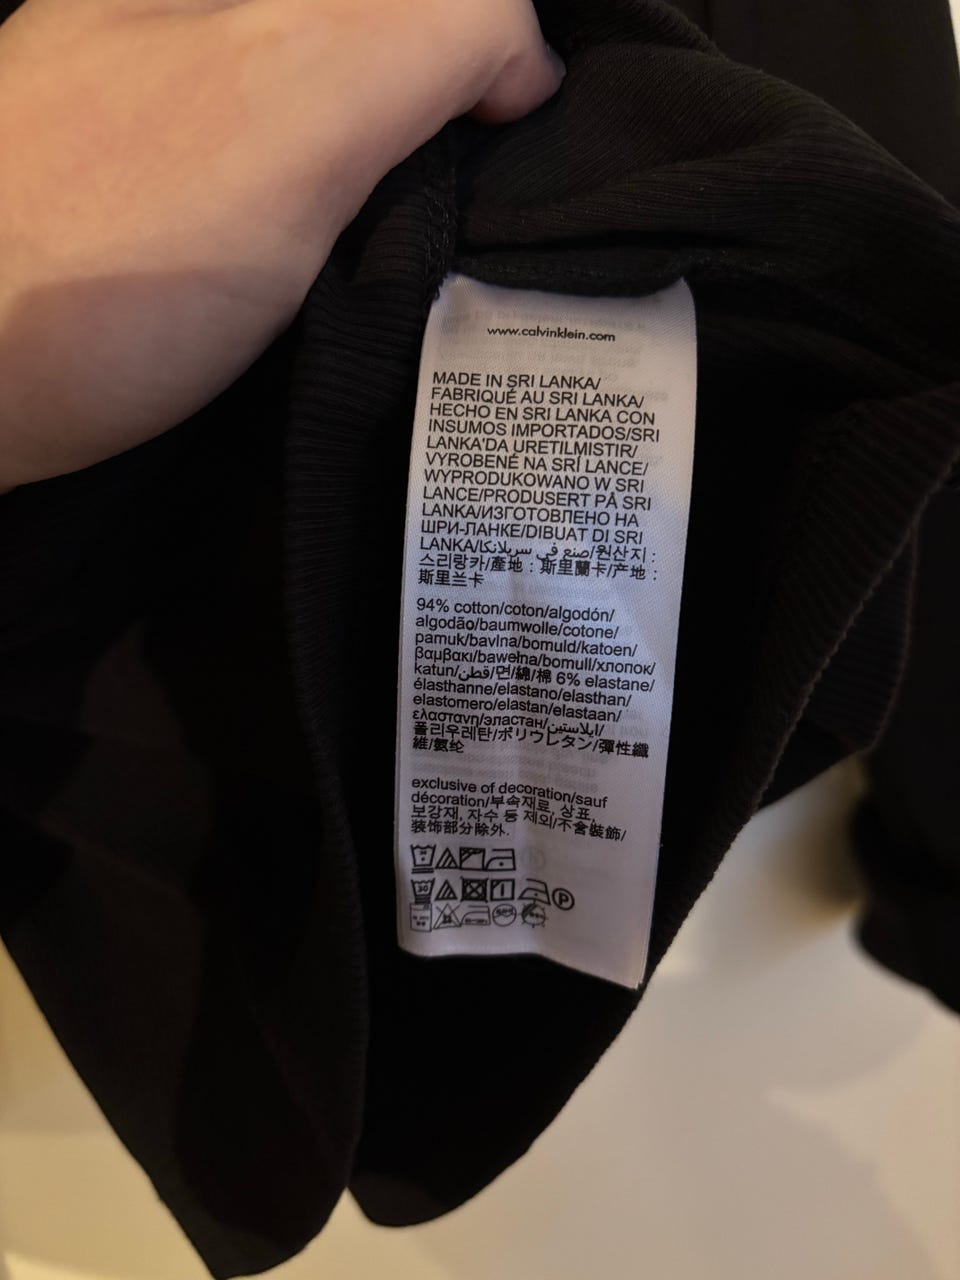 www.calvinklein.com
MADE IN SRI LANKA/
FABRIQUÉ AU SRI LANKA/
HECHO EN SRI LANKA CON
INSUMOS IMPORTADOS/SRI
LANKA'DA URETILMISTIR/
VYROBENÉ NA SRÍ LANCE/
WYPRODUKOWANO W SRI
LANCE/PRODUSERT PÅ SRI
LANKA/ИЗГОТОВЛЕНО НА
ШРИ-ЛАНКЕ/DIBUAT DI SRI
LANKA/صنع في سريلانكا/원산지 :
스리랑카/產地 : 斯里蘭卡/产地 :
斯里兰卡
94% cotton/coton/algodón/
algodão/baumwolle/cotone/
pamuk/bavlna/bomuld/katoen/
βαμβακι/bawełna/bomull/хлопок/
katun/قطن/면/綿/棉 6% elastane/
élasthanne/elastano/elasthan/
elastomero/elastan/elastaan/
ελαστανη/эластан/ايلاستين/
폴리우레탄/ポリウレタン/彈性纖
維/氨纶
exclusive of decoration/sauf
décoration/부속재료, 상표,
보강재, 자수 등 제외/不含裝飾/
装饰部分除外.
30
P